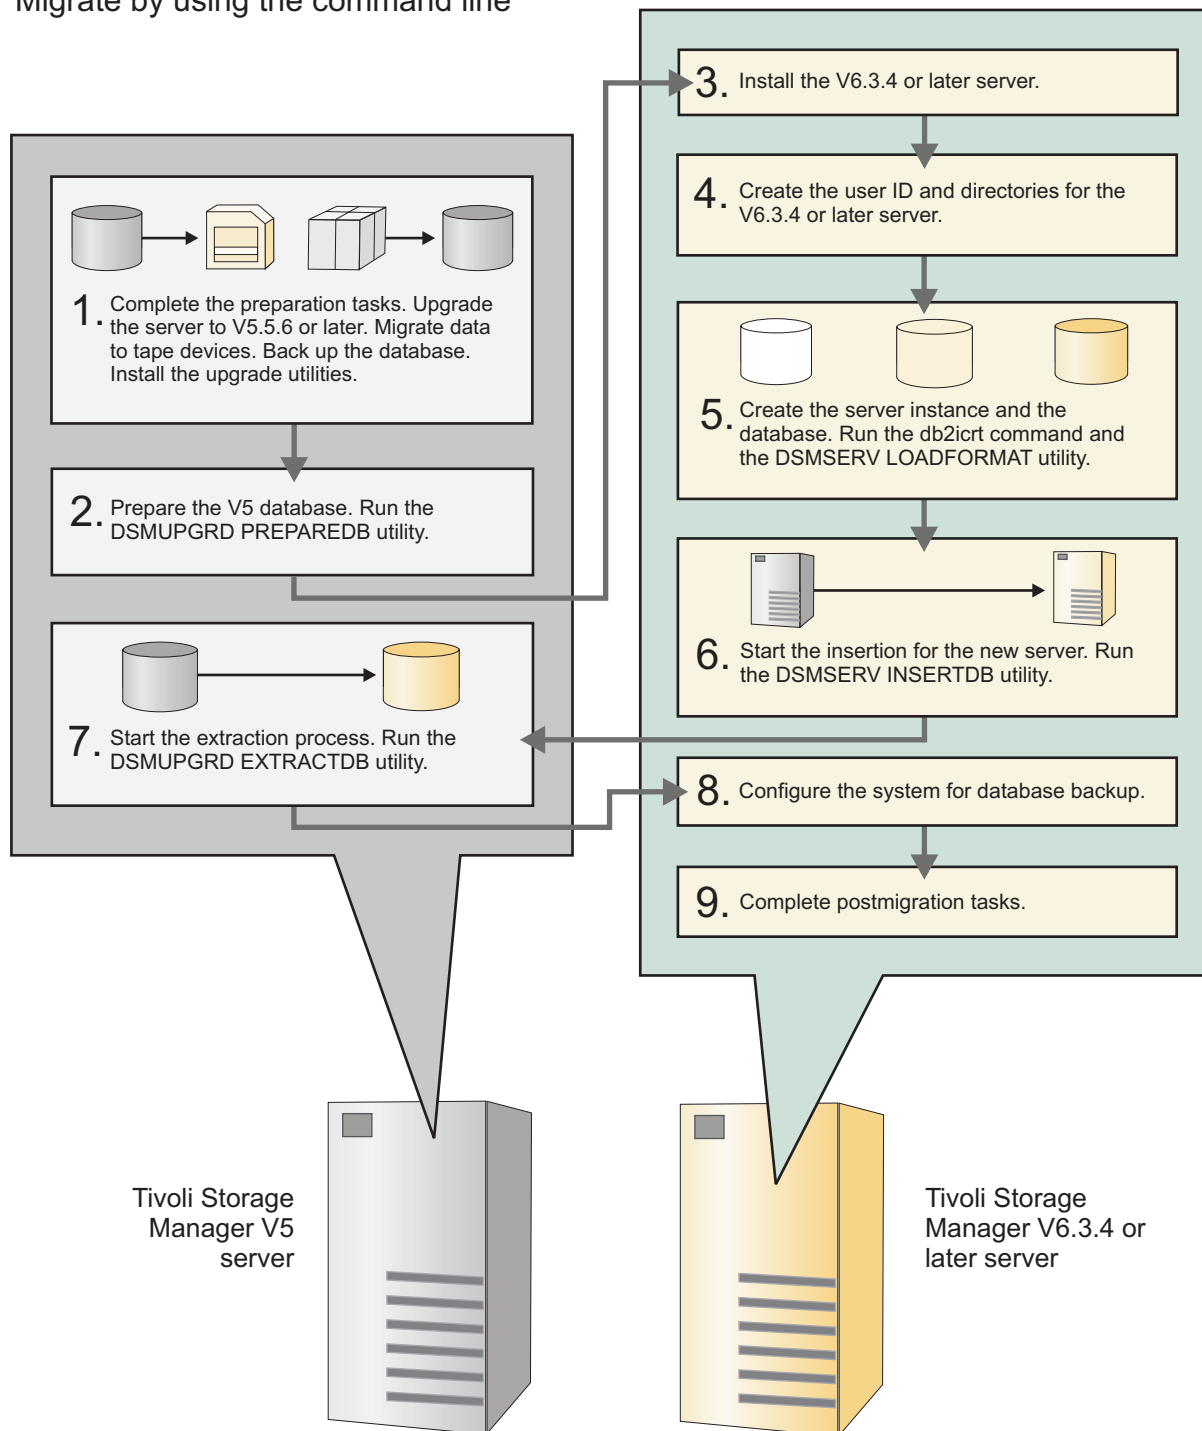 Migrate by using the command line
1. Complete the preparation tasks. Upgrade
the server to V5.5.6 or later. Migrate data
to tape devices. Back up the database.
Install the upgrade utilities.
2. Prepare the V5 database. Run the
DSMUPGRD PREPAREDB utility.
3. Install the V6.3.4 or later server.
4. Create the user ID and directories for the
V6.3.4 or later server.
5. Create the server instance and the
database. Run the db2icrt command and
the DSMSERV LOADFORMAT utility.
6. Start the insertion for the new server. Run
the DSMSERV INSERTDB utility.
7. Start the extraction process. Run the
DSMUPGRD EXTRACTDB utility.
8. Configure the system for database backup.
9. Complete postmigration tasks.
Tivoli Storage
Manager V5
server
Tivoli Storage
Manager V6.3.4 or
later server